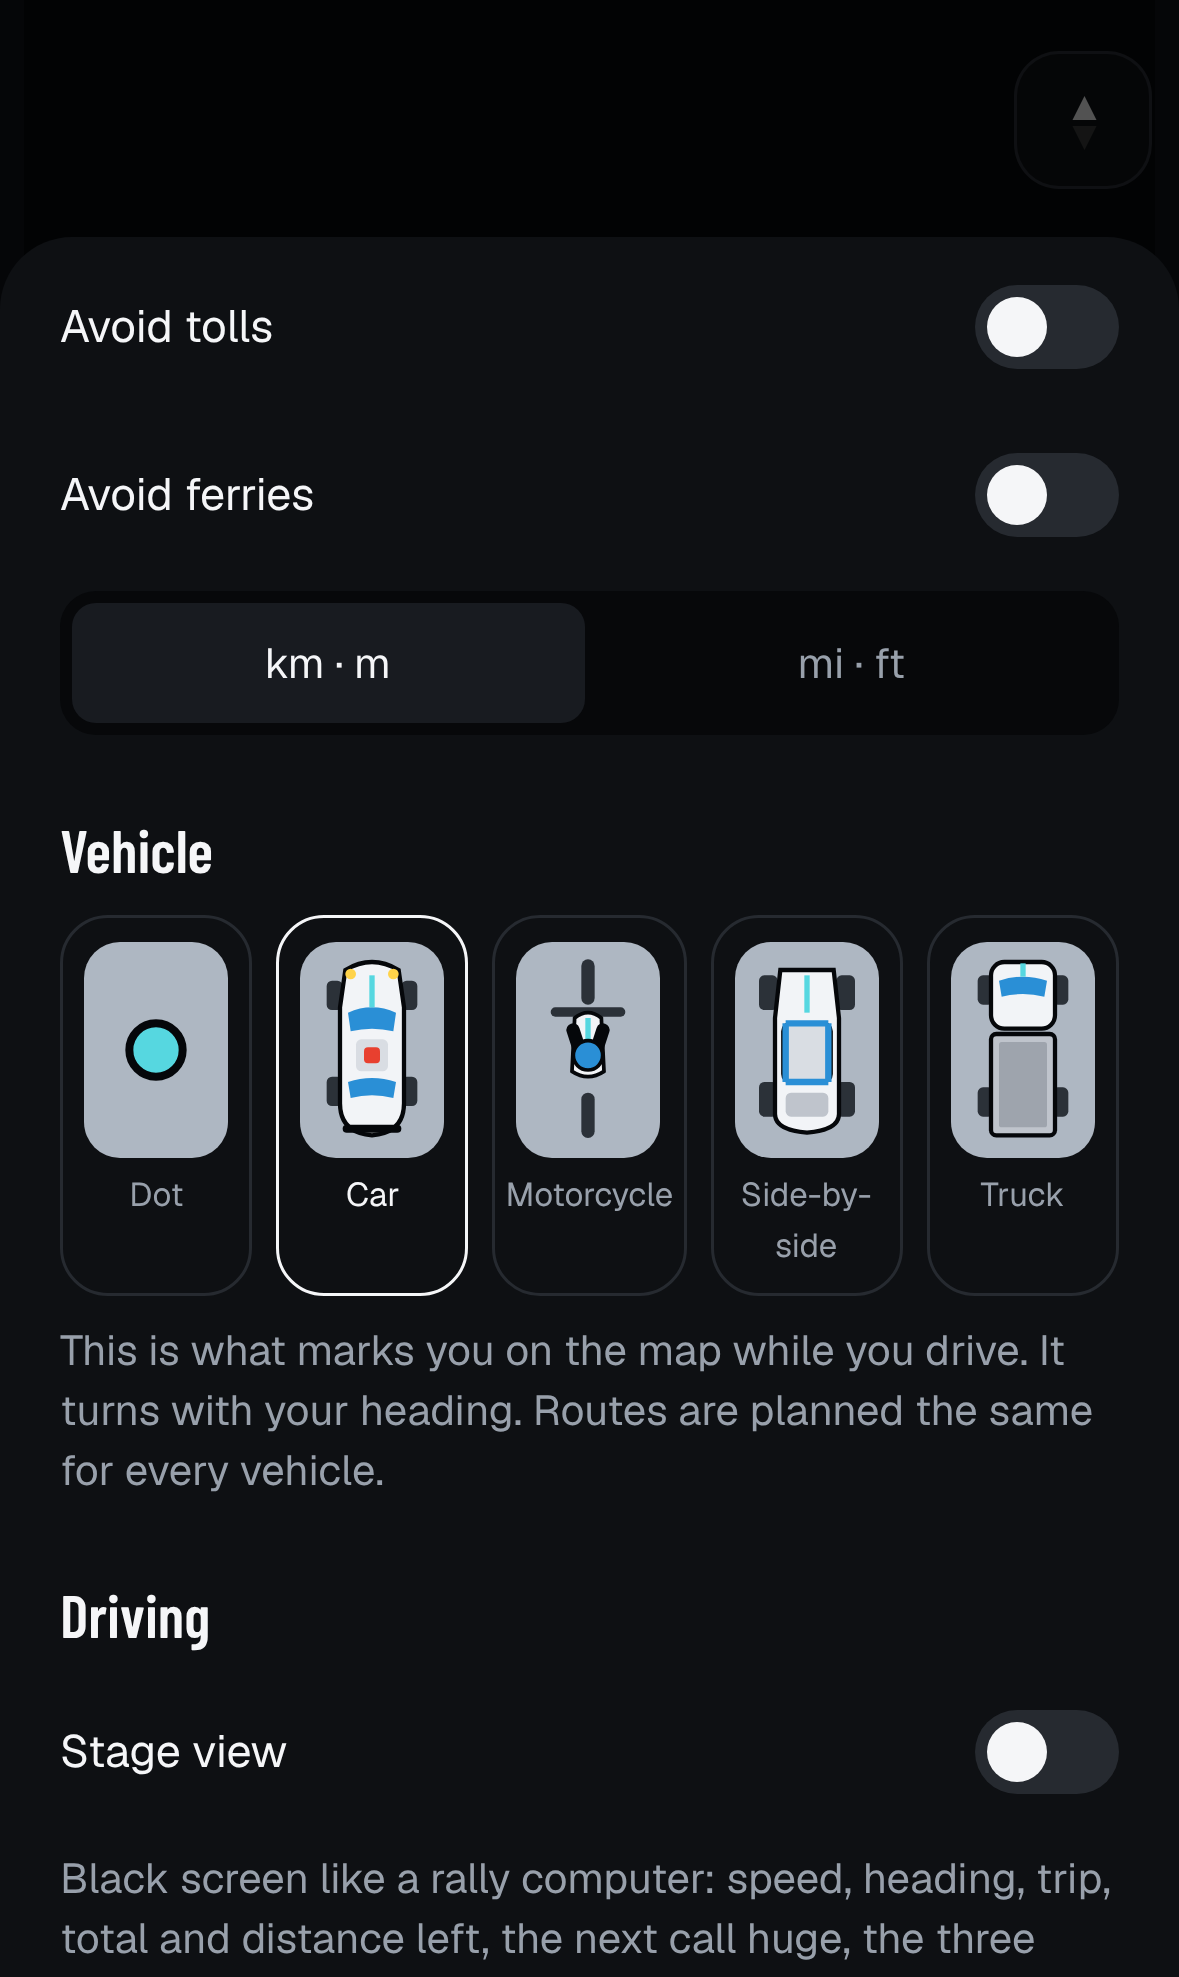 Avoid tolls
Avoid ferries
km · m
mi · ft
Vehicle
Dot
Car
Motorcycle
Side-by-
side
Truck
This is what marks you on the map while you drive. It
turns with your heading. Routes are planned the same
for every vehicle.
Driving
Stage view
Black screen like a rally computer: speed, heading, trip,
total and distance left, the next call huge, the three